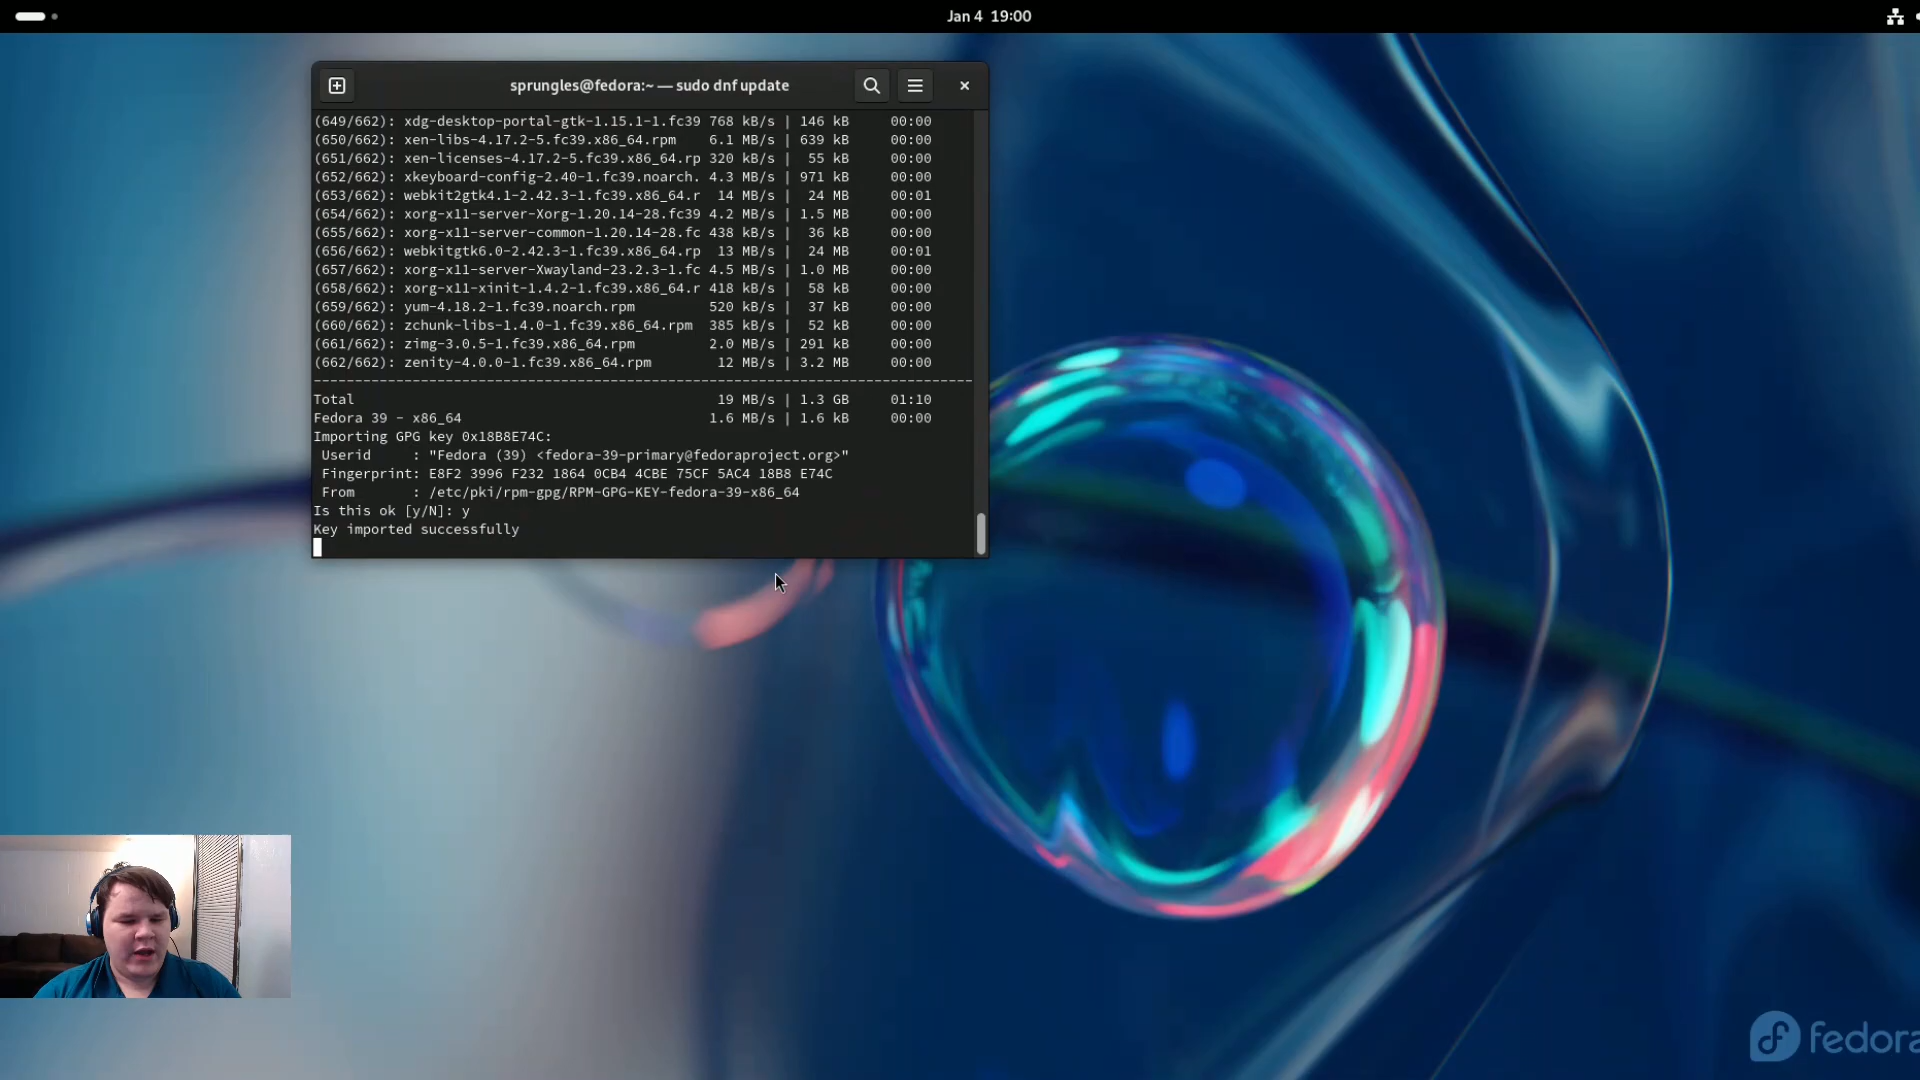 Jan 4 19:00
sprungles@fedora:~ — sudo dnf update
(649/662): xdg-desktop-portal-gtk-1.15.1-1.fc39 768 kB/s | 146 kB 00:00
(650/662): xen-libs-4.17.2-5.fc39.x86_64.rpm 6.1 MB/s | 639 kB 00:00
(651/662): xen-licenses-4.17.2-5.fc39.x86_64.rp 320 kB/s | 55 kB 00:00
(652/662): xkeyboard-config-2.40-1.fc39.noarch. 4.3 MB/s | 971 kB 00:00
(653/662): webkit2gtk4.1-2.42.3-1.fc39.x86_64.r 14 MB/s | 24 MB 00:01
(654/662): xorg-x11-server-Xorg-1.20.14-28.fc39 4.2 MB/s | 1.5 MB 00:00
(655/662): xorg-x11-server-common-1.20.14-28.fc 438 kB/s | 36 kB 00:00
(656/662): webkitgtk6.0-2.42.3-1.fc39.x86_64.rp 13 MB/s | 24 MB 00:01
(657/662): xorg-x11-server-Xwayland-23.2.3-1.fc 4.5 MB/s | 1.0 MB 00:00
(658/662): xorg-x11-xinit-1.4.2-1.fc39.x86_64.r 418 kB/s | 58 kB 00:00
(659/662): yum-4.18.2-1.fc39.noarch.rpm 520 kB/s | 37 kB 00:00
(660/662): zchunk-libs-1.4.0-1.fc39.x86_64.rpm 385 kB/s | 52 kB 00:00
(661/662): zimg-3.0.5-1.fc39.x86_64.rpm 2.0 MB/s | 291 kB 00:00
(662/662): zenity-4.0.0-1.fc39.x86_64.rpm 12 MB/s | 3.2 MB 00:00
--------------------------------------------------------------------------------
Total 19 MB/s | 1.3 GB 01:10
Fedora 39 - x86_64 1.6 MB/s | 1.6 kB 00:00
Importing GPG key 0x18B8E74C:
Userid : "Fedora (39) <fedora-39-primary@fedoraproject.org>"
Fingerprint: E8F2 3996 F232 1864 0CB4 4CBE 75CF 5AC4 18B8 E74C
From : /etc/pki/rpm-gpg/RPM-GPG-KEY-fedora-39-x86_64
Is this ok [y/N]: y
Key imported successfully
fedora